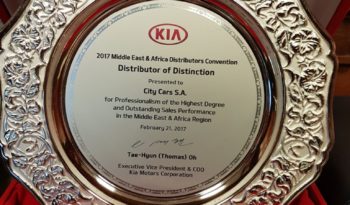 KIA
2017 Middle East & Africa Distributors Convention
Distributor of Distinction
Presented to
City Cars S.A.
for Professionalism of the Highest Degree
and Outstanding Sales Performance
in the Middle East & Africa Region
February 21, 2017
Tae-Hyun (Thomas) Oh
Executive Vice President & COO
Kia Motors Corporation